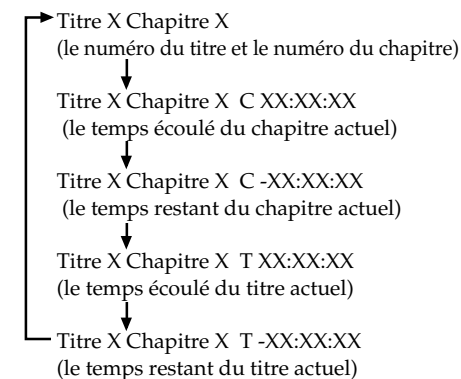 Titre X Chapitre X
(le numéro du titre et le numéro du chapitre)
Titre X Chapitre X  C XX:XX:XX
(le temps écoulé du chapitre actuel)
Titre X Chapitre X  C -XX:XX:XX
(le temps restant du chapitre actuel)
Titre X Chapitre X  T XX:XX:XX
(le temps écoulé du titre actuel)
Titre X Chapitre X  T -XX:XX:XX
(le temps restant du titre actuel)